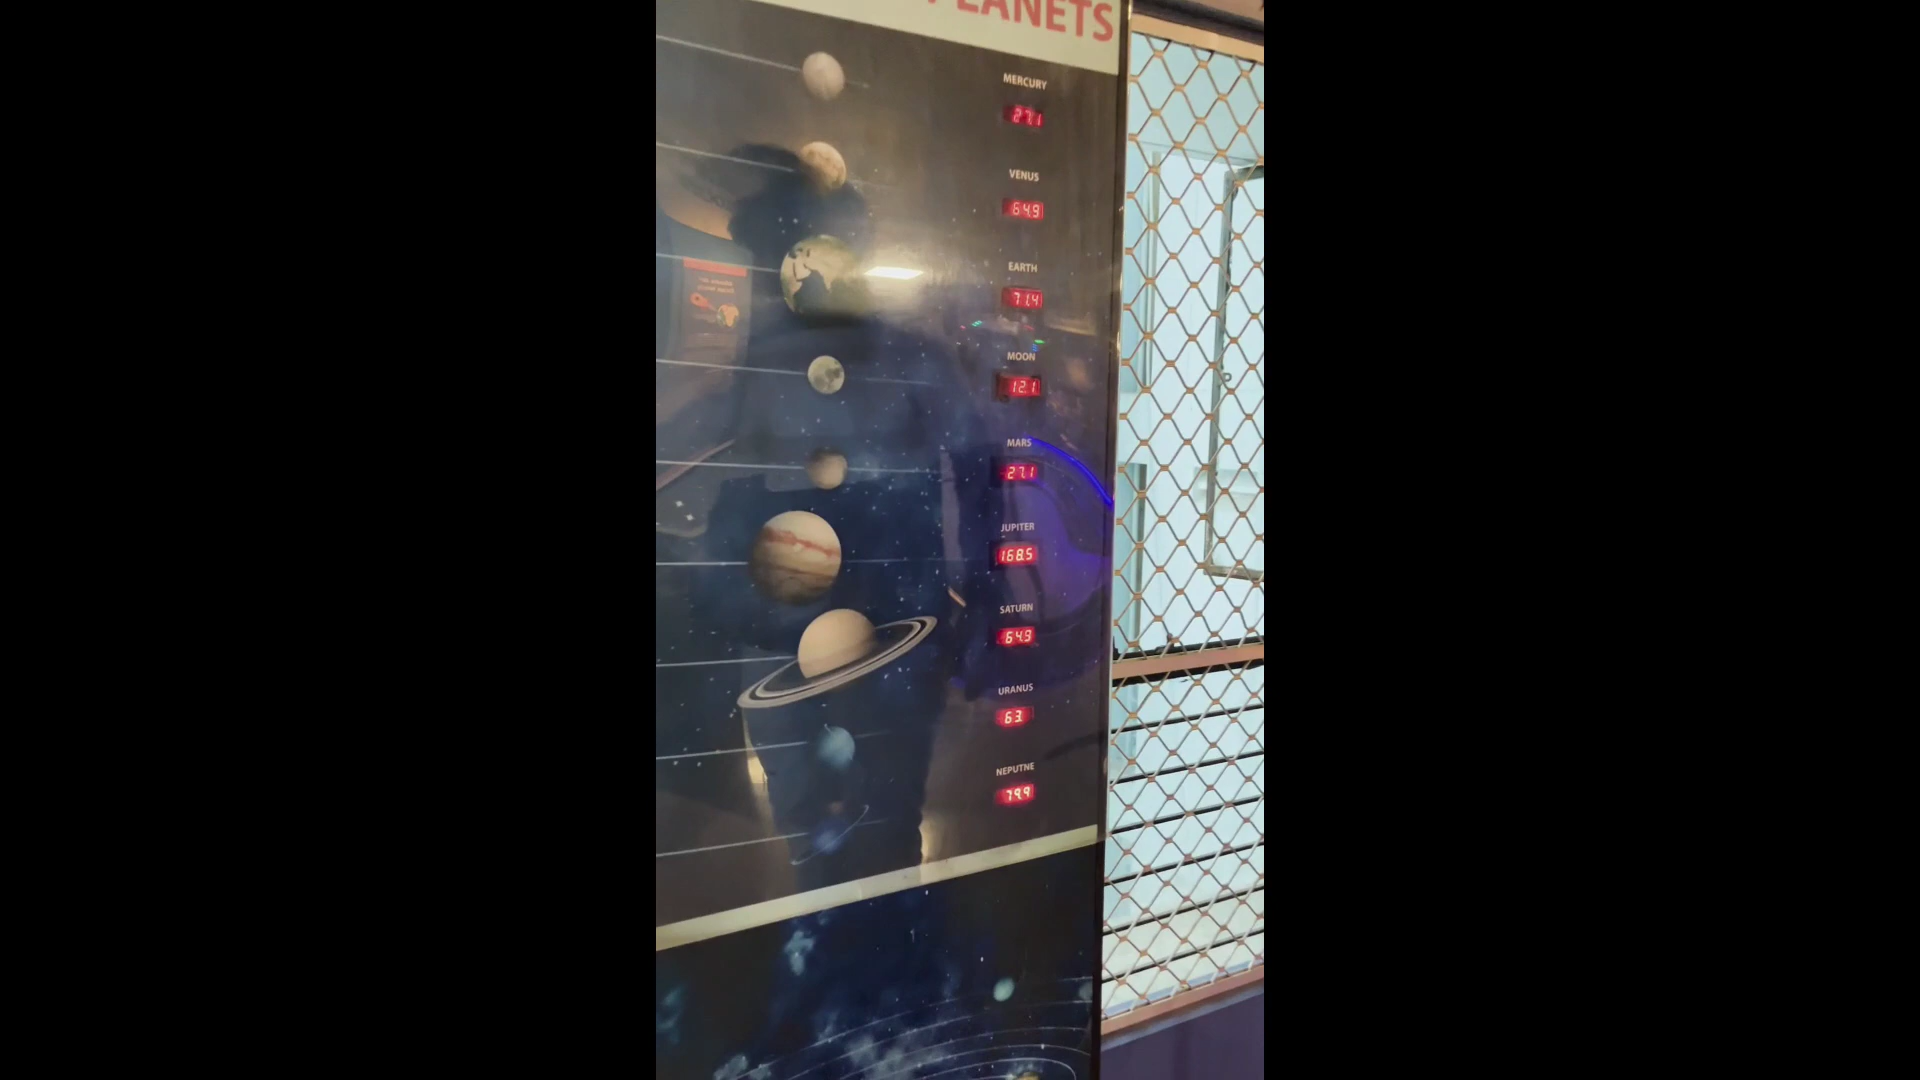 PLANETS
MERCURY
27.1
VENUS
64.9
EARTH
71.4
MOON
12.1
MARS
27.1
JUPITER
168.5
SATURN
64.9
URANUS
63.
NEPUTNE
79.9